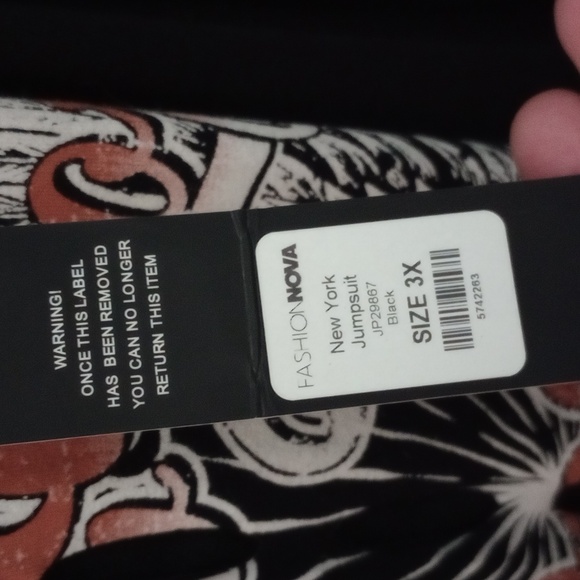 WARNING!
ONCE THIS LABEL
HAS BEEN REMOVED
YOU CAN NO LONGER
RETURN THIS ITEM
FASHIONNOVA
New York
Jumpsuit
JP29867
Black
SIZE 3X
5742263